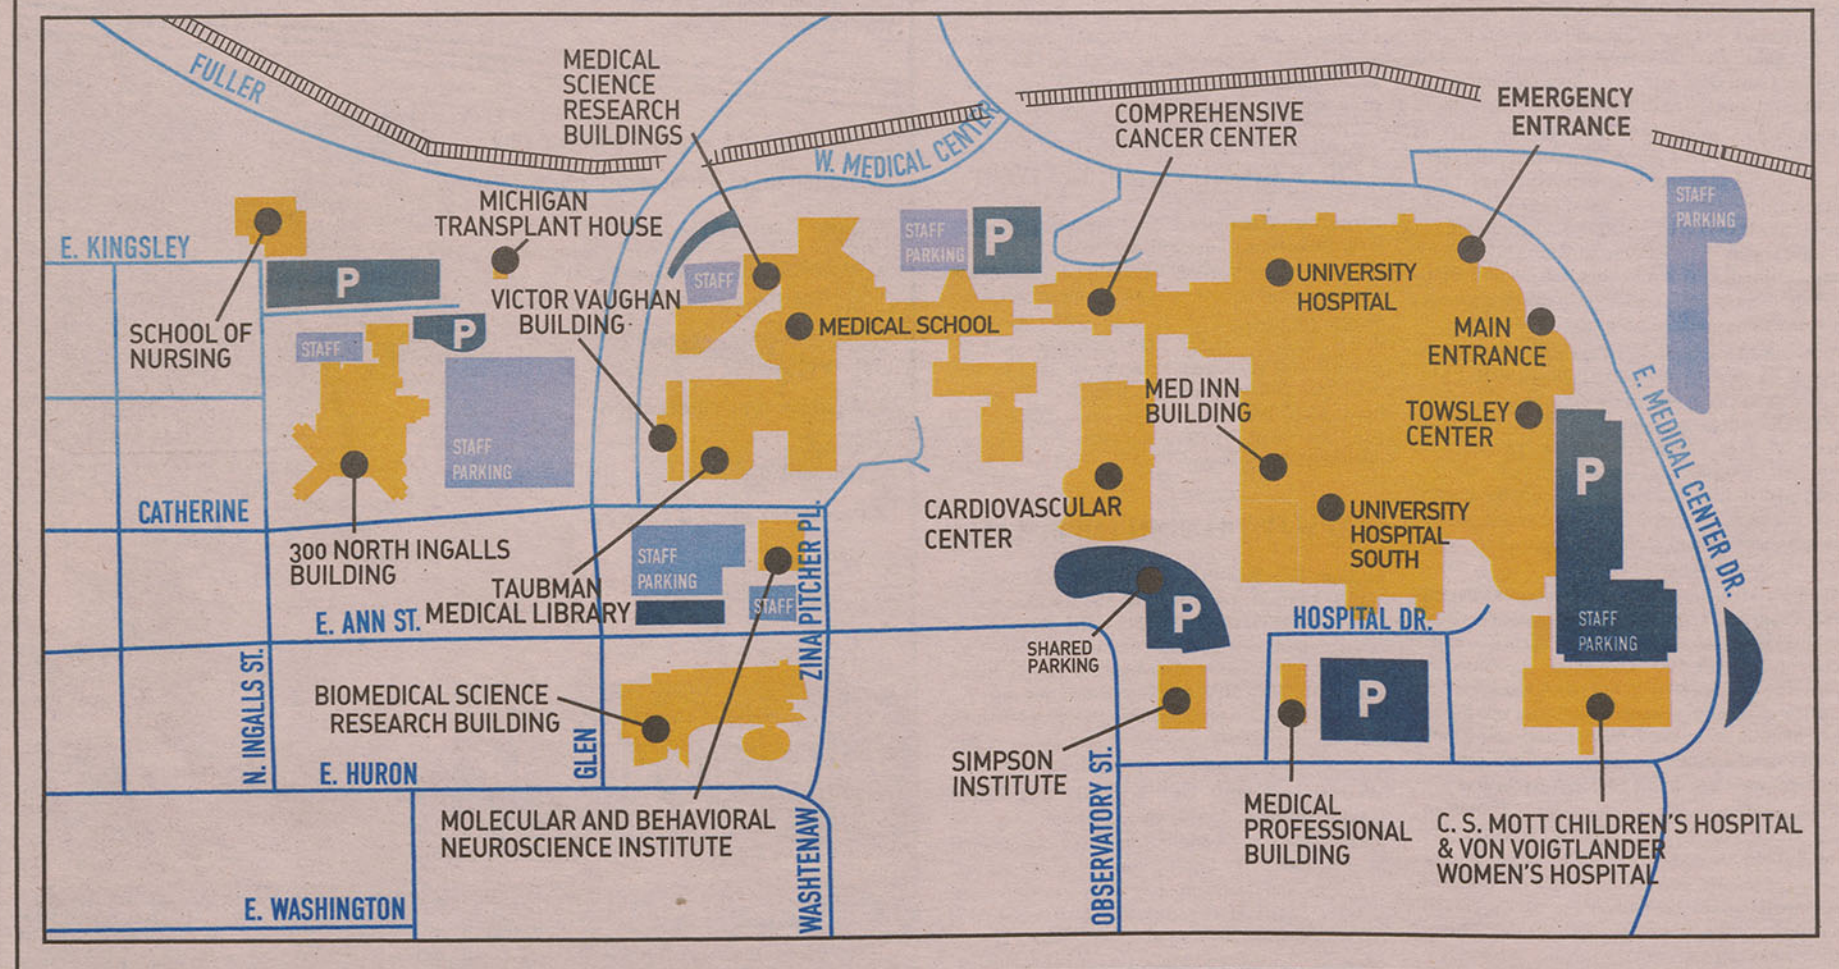 FULLER
MEDICAL
SCIENCE
RESEARCH
BUILDINGS
W. MEDICAL CENTER
COMPREHENSIVE
CANCER CENTER
EMERGENCY
ENTRANCE
STAFF
PARKING
E. KINGSLEY
MICHIGAN
TRANSPLANT HOUSE
STAFF
PARKING
P
P
STAFF
UNIVERSITY
HOSPITAL
SCHOOL OF
NURSING
VICTOR VAUGHAN
BUILDING
P
STAFF
MEDICAL SCHOOL
MAIN
ENTRANCE
E. MEDICAL CENTER DR.
MED INN
BUILDING
TOWSLEY
CENTER
STAFF
PARKING
P
CATHERINE
CARDIOVASCULAR
CENTER
UNIVERSITY
HOSPITAL
SOUTH
300 NORTH INGALLS
BUILDING
STAFF
PARKING
ZINA PITCHER PL.
TAUBMAN
MEDICAL LIBRARY
STAFF
E. ANN ST.
P
HOSPITAL DR.
STAFF
PARKING
SHARED
PARKING
N. INGALLS ST.
BIOMEDICAL SCIENCE
RESEARCH BUILDING
GLEN
P
E. HURON
SIMPSON
INSTITUTE
OBSERVATORY ST.
MOLECULAR AND BEHAVIORAL
NEUROSCIENCE INSTITUTE
WASHTENAW
MEDICAL
PROFESSIONAL
BUILDING
C. S. MOTT CHILDREN'S HOSPITAL
& VON VOIGTLANDER
WOMEN'S HOSPITAL
E. WASHINGTON